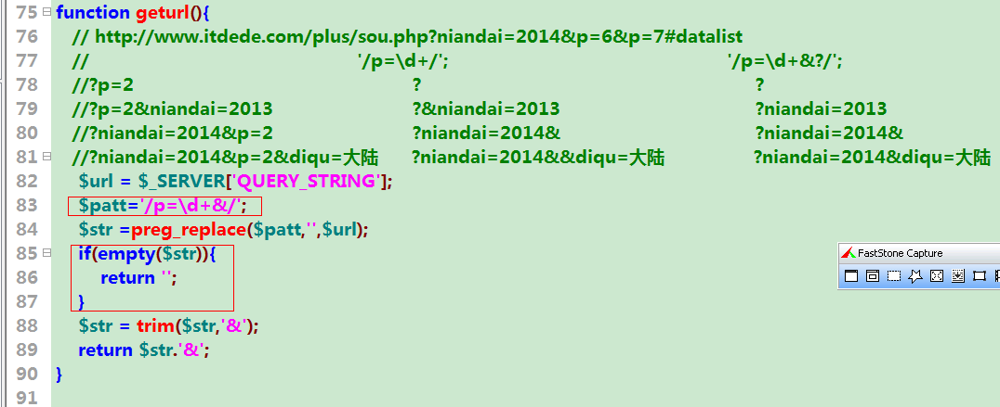 75 function geturl(){
76 // http://www.itdede.com/plus/sou.php?niandai=2014&p=6&p=7#datalist
77 // '/p=\d+/'; '/p=\d+&?/';
78 //?p=2 ? ?
79 //?p=2&niandai=2013 ?&niandai=2013 ?niandai=2013
80 //?niandai=2014&p=2 ?niandai=2014& ?niandai=2014&
81 //?niandai=2014&p=2&diqu=大陆 ?niandai=2014&&diqu=大陆 ?niandai=2014&diqu=大陆
82 $url = $_SERVER['QUERY_STRING'];
83 $patt='/p=\d+&/';
84 $str =preg_replace($patt,'',$url);
85 if(empty($str)){
86 return '';
87 }
88 $str = trim($str,'&');
89 return $str.'&';
90 }
91
FastStone Capture